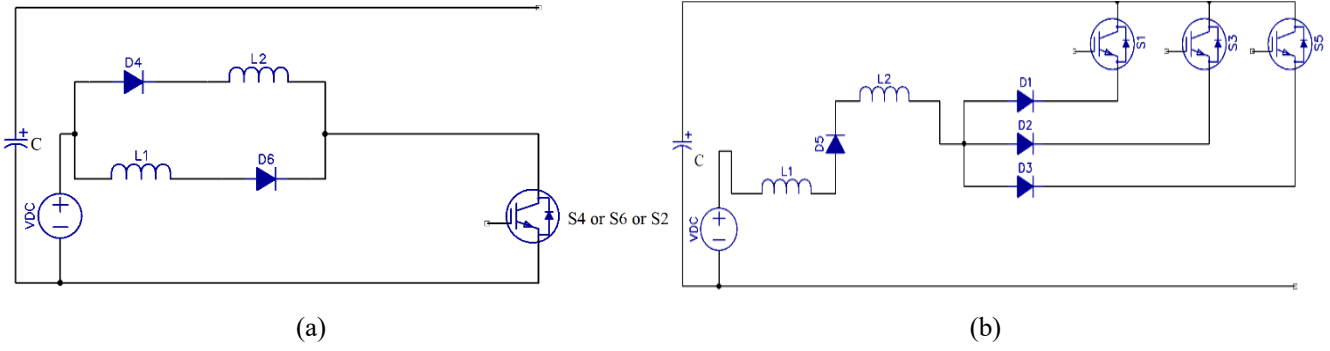 D4
L2
+
C
L1
D6
+
−
VDC
S4 or S6 or S2
(a)
S1
S3
S5
L2
D1
+
C
D5
D2
L1
D3
+
−
VDC
(b)